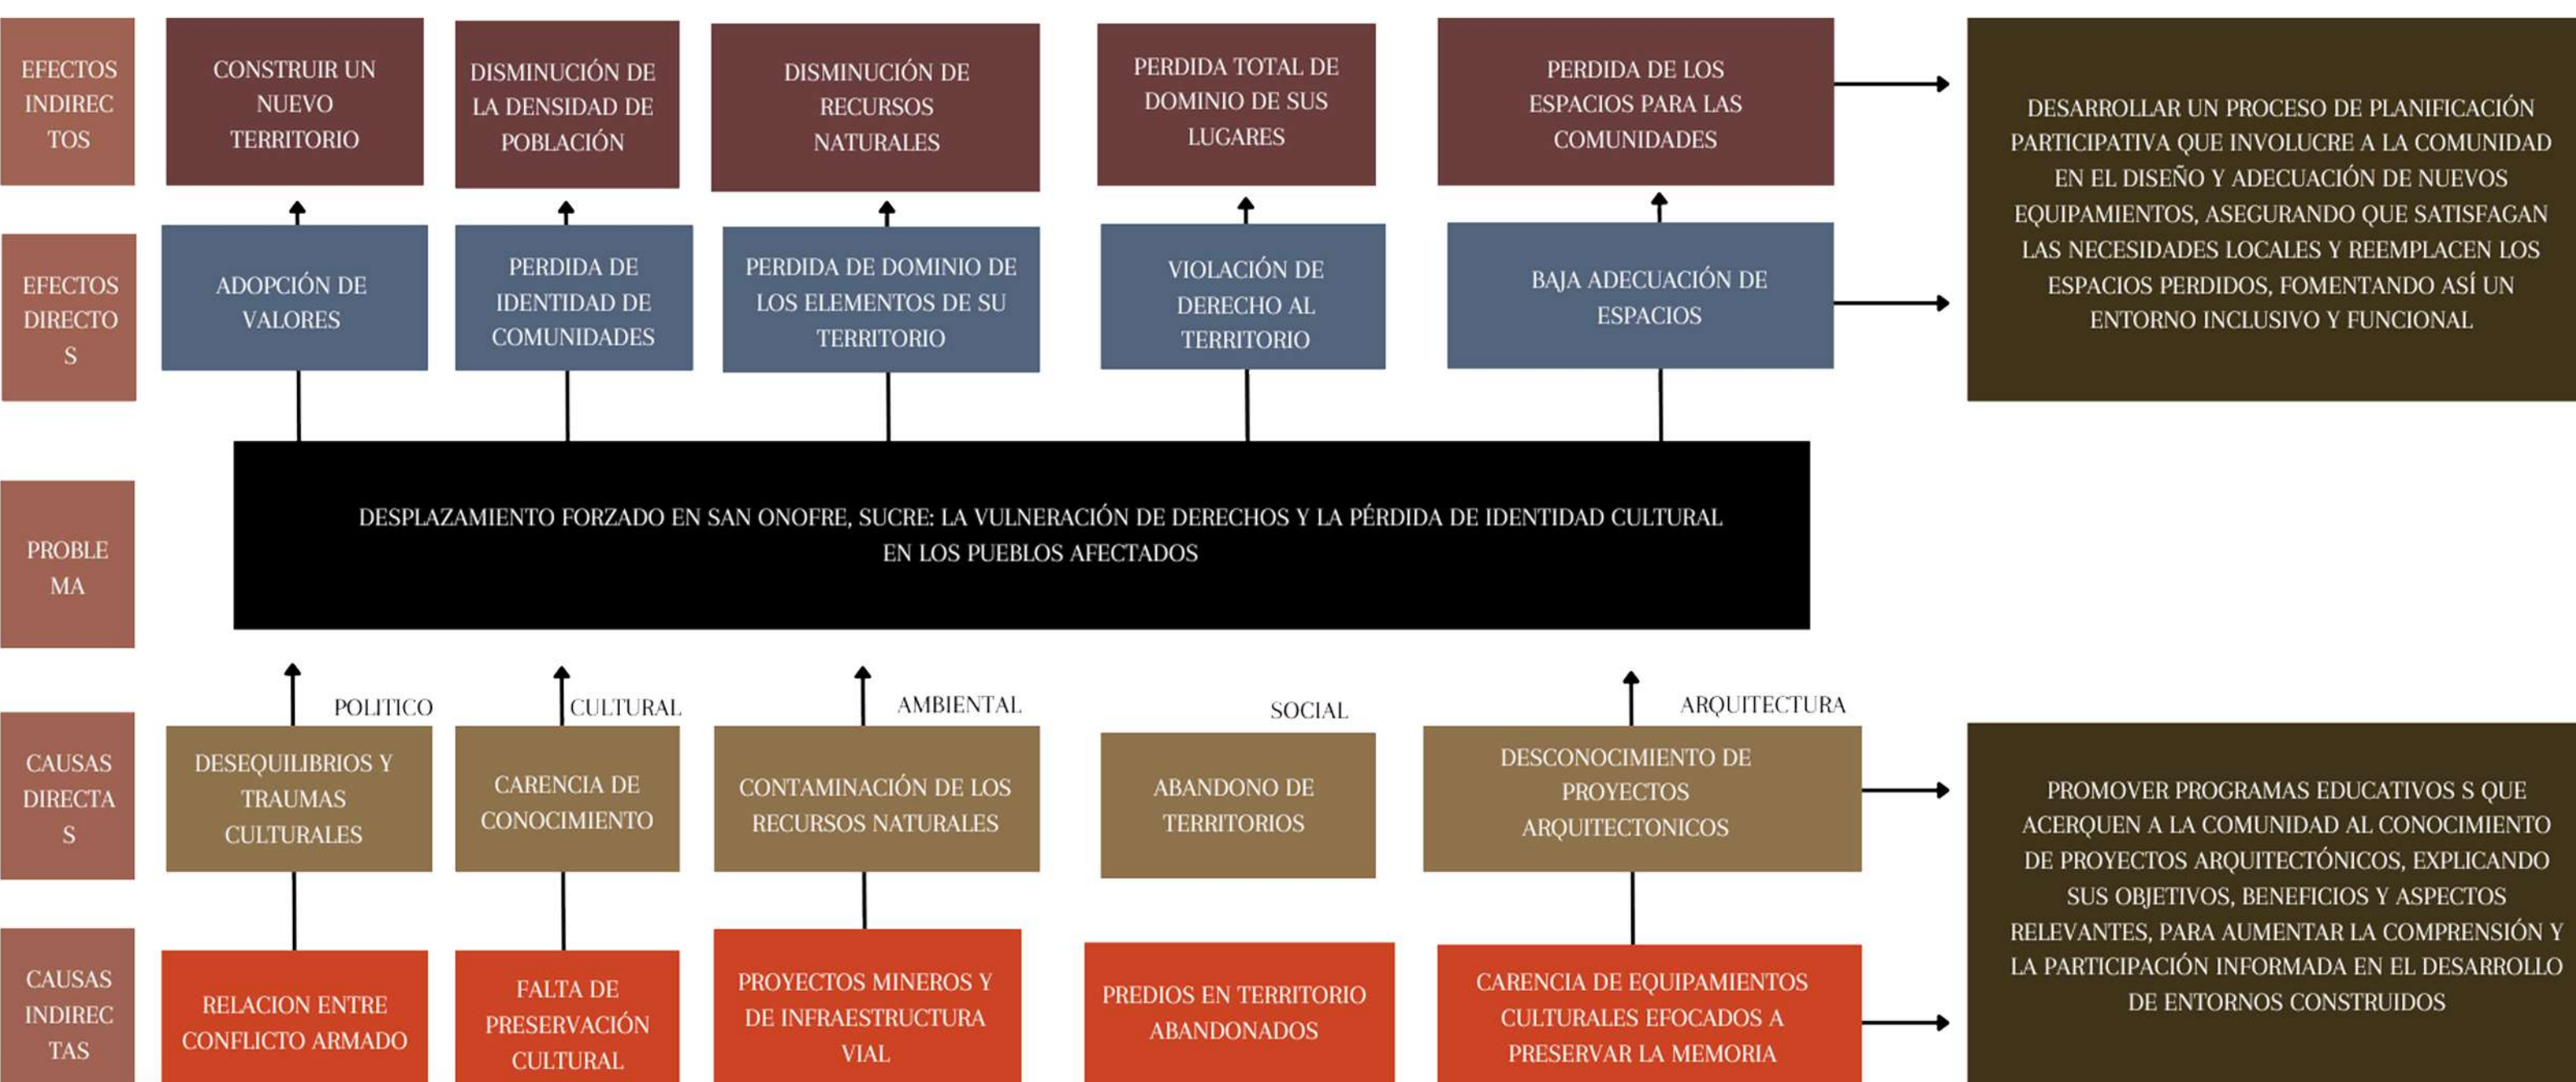 EFECTOS
INDIREC
TOS
CONSTRUIR UN
NUEVO
TERRITORIO
DISMINUCIÓN DE
LA DENSIDAD DE
POBLACIÓN
DISMINUCIÓN DE
RECURSOS
NATURALES
PERDIDA TOTAL DE
DOMINIO DE SUS
LUGARES
PERDIDA DE LOS
ESPACIOS PARA LAS
COMUNIDADES
DESARROLLAR UN PROCESO DE PLANIFICACIÓN
PARTICIPATIVA QUE INVOLUCRE A LA COMUNIDAD
EN EL DISEÑO Y ADECUACIÓN DE NUEVOS
EQUIPAMIENTOS, ASEGURANDO QUE SATISFAGAN
LAS NECESIDADES LOCALES Y REEMPLACEN LOS
ESPACIOS PERDIDOS, FOMENTANDO ASÍ UN
ENTORNO INCLUSIVO Y FUNCIONAL
EFECTOS
DIRECTO
S
ADOPCIÓN DE
VALORES
PERDIDA DE
IDENTIDAD DE
COMUNIDADES
PERDIDA DE DOMINIO DE
LOS ELEMENTOS DE SU
TERRITORIO
VIOLACIÓN DE
DERECHO AL
TERRITORIO
BAJA ADECUACIÓN DE
ESPACIOS
PROBLE
MA
DESPLAZAMIENTO FORZADO EN SAN ONOFRE, SUCRE: LA VULNERACIÓN DE DERECHOS Y LA PÉRDIDA DE IDENTIDAD CULTURAL
EN LOS PUEBLOS AFECTADOS
POLITICO
CULTURAL
AMBIENTAL
SOCIAL
ARQUITECTURA
CAUSAS
DIRECTA
S
DESEQUILIBRIOS Y
TRAUMAS
CULTURALES
CARENCIA DE
CONOCIMIENTO
CONTAMINACIÓN DE LOS
RECURSOS NATURALES
ABANDONO DE
TERRITORIOS
DESCONOCIMIENTO DE
PROYECTOS
ARQUITECTONICOS
PROMOVER PROGRAMAS EDUCATIVOS S QUE
ACERQUEN A LA COMUNIDAD AL CONOCIMIENTO
DE PROYECTOS ARQUITECTÓNICOS, EXPLICANDO
SUS OBJETIVOS, BENEFICIOS Y ASPECTOS
RELEVANTES, PARA AUMENTAR LA COMPRENSIÓN Y
LA PARTICIPACIÓN INFORMADA EN EL DESARROLLO
DE ENTORNOS CONSTRUIDOS
CAUSAS
INDIREC
TAS
RELACION ENTRE
CONFLICTO ARMADO
FALTA DE
PRESERVACIÓN
CULTURAL
PROYECTOS MINEROS Y
DE INFRAESTRUCTURA
VIAL
PREDIOS EN TERRITORIO
ABANDONADOS
CARENCIA DE EQUIPAMIENTOS
CULTURALES EFOCADOS A
PRESERVAR LA MEMORIA